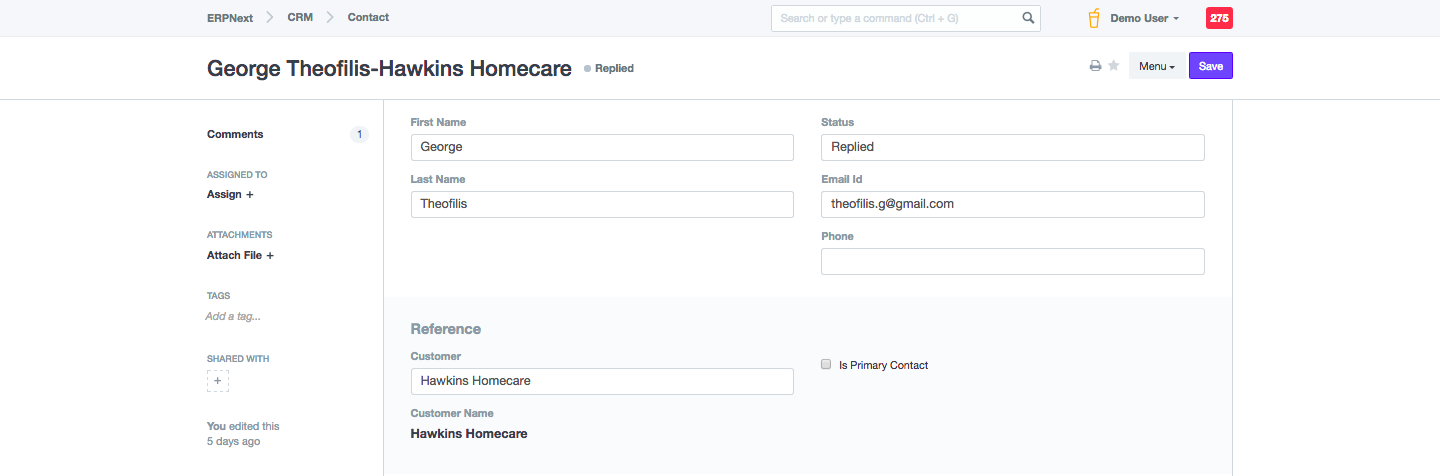 ERPNext CRM Contact Search or type a command (Ctrl + G) Demo User 275
George Theofilis-Hawkins Homecare Replied Menu Save
Comments 1
ASSIGNED TO
Assign +
ATTACHMENTS
Attach File +
TAGS
Add a tag...
SHARED WITH
+
You edited this
5 days ago
First Name
George
Last Name
Theofilis
Status
Replied
Email Id
theofilis.g@gmail.com
Phone
Reference
Customer
Hawkins Homecare
Customer Name
Hawkins Homecare
Is Primary Contact